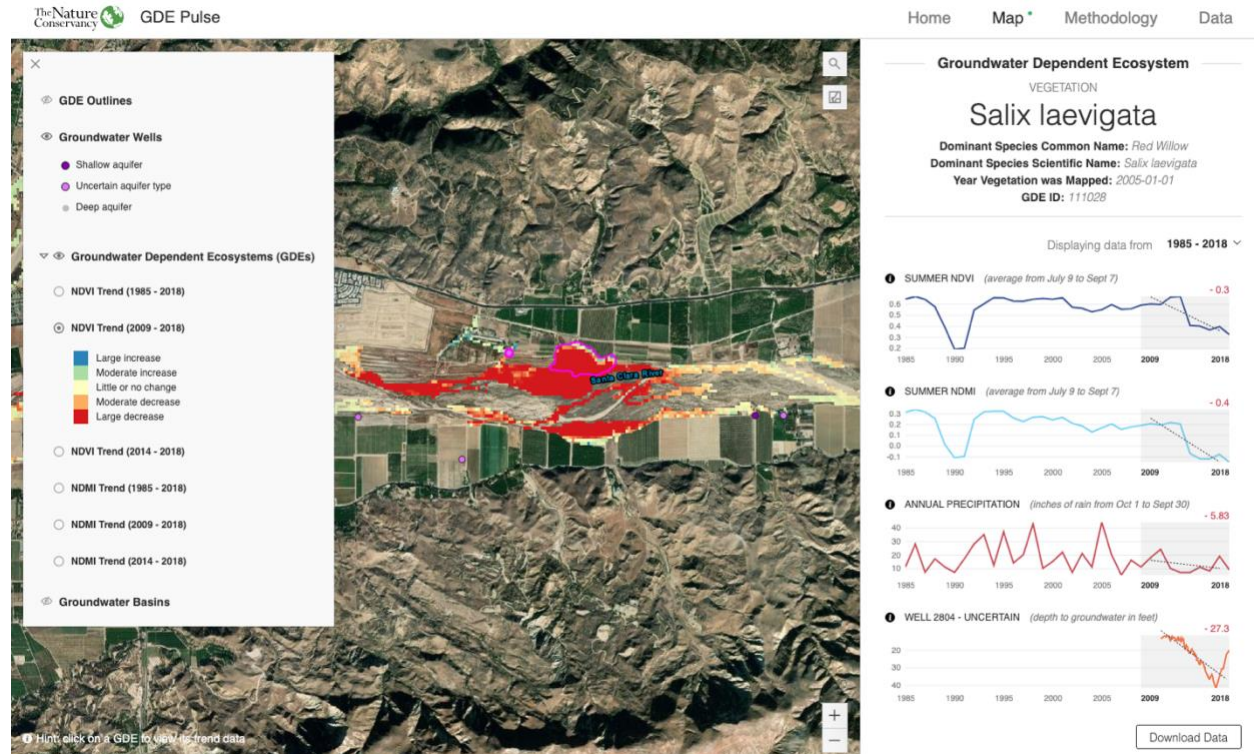 The Nature
Conservancy
GDE Pulse
Home Map Methodology Data
GDE Outlines
Groundwater Wells
Shallow aquifer
Uncertain aquifer type
Deep aquifer
Groundwater Dependent Ecosystems (GDEs)
NDVI Trend (1985 - 2018)
NDVI Trend (2009 - 2018)
Large increase
Moderate increase
Little or no change
Moderate decrease
Large decrease
NDVI Trend (2014 - 2018)
NDMI Trend (1985 - 2018)
NDMI Trend (2009 - 2018)
NDMI Trend (2014 - 2018)
Groundwater Basins
Hint: click on a GDE to view its trend data
Santa Clara River
+
−
Groundwater Dependent Ecosystem
VEGETATION
Salix laevigata
Dominant Species Common Name: Red Willow
Dominant Species Scientific Name: Salix laevigata
Year Vegetation was Mapped: 2005-01-01
GDE ID: 111028
Displaying data from 1985 - 2018
SUMMER NDVI (average from July 9 to Sept 7)
- 0.3
0.6
0.5
0.4
0.3
0.2
1985 1990 1995 2000 2005 2009 2018
SUMMER NDMI (average from July 9 to Sept 7)
- 0.4
0.3
0.2
0.1
0.0
-0.1
1985 1990 1995 2000 2005 2009 2018
ANNUAL PRECIPITATION (inches of rain from Oct 1 to Sept 30)
- 5.83
40
30
20
10
1985 1990 1995 2000 2005 2009 2018
WELL 2804 - UNCERTAIN (depth to groundwater in feet)
- 27.3
20
30
40
1985 1990 1995 2000 2005 2009 2018
Download Data